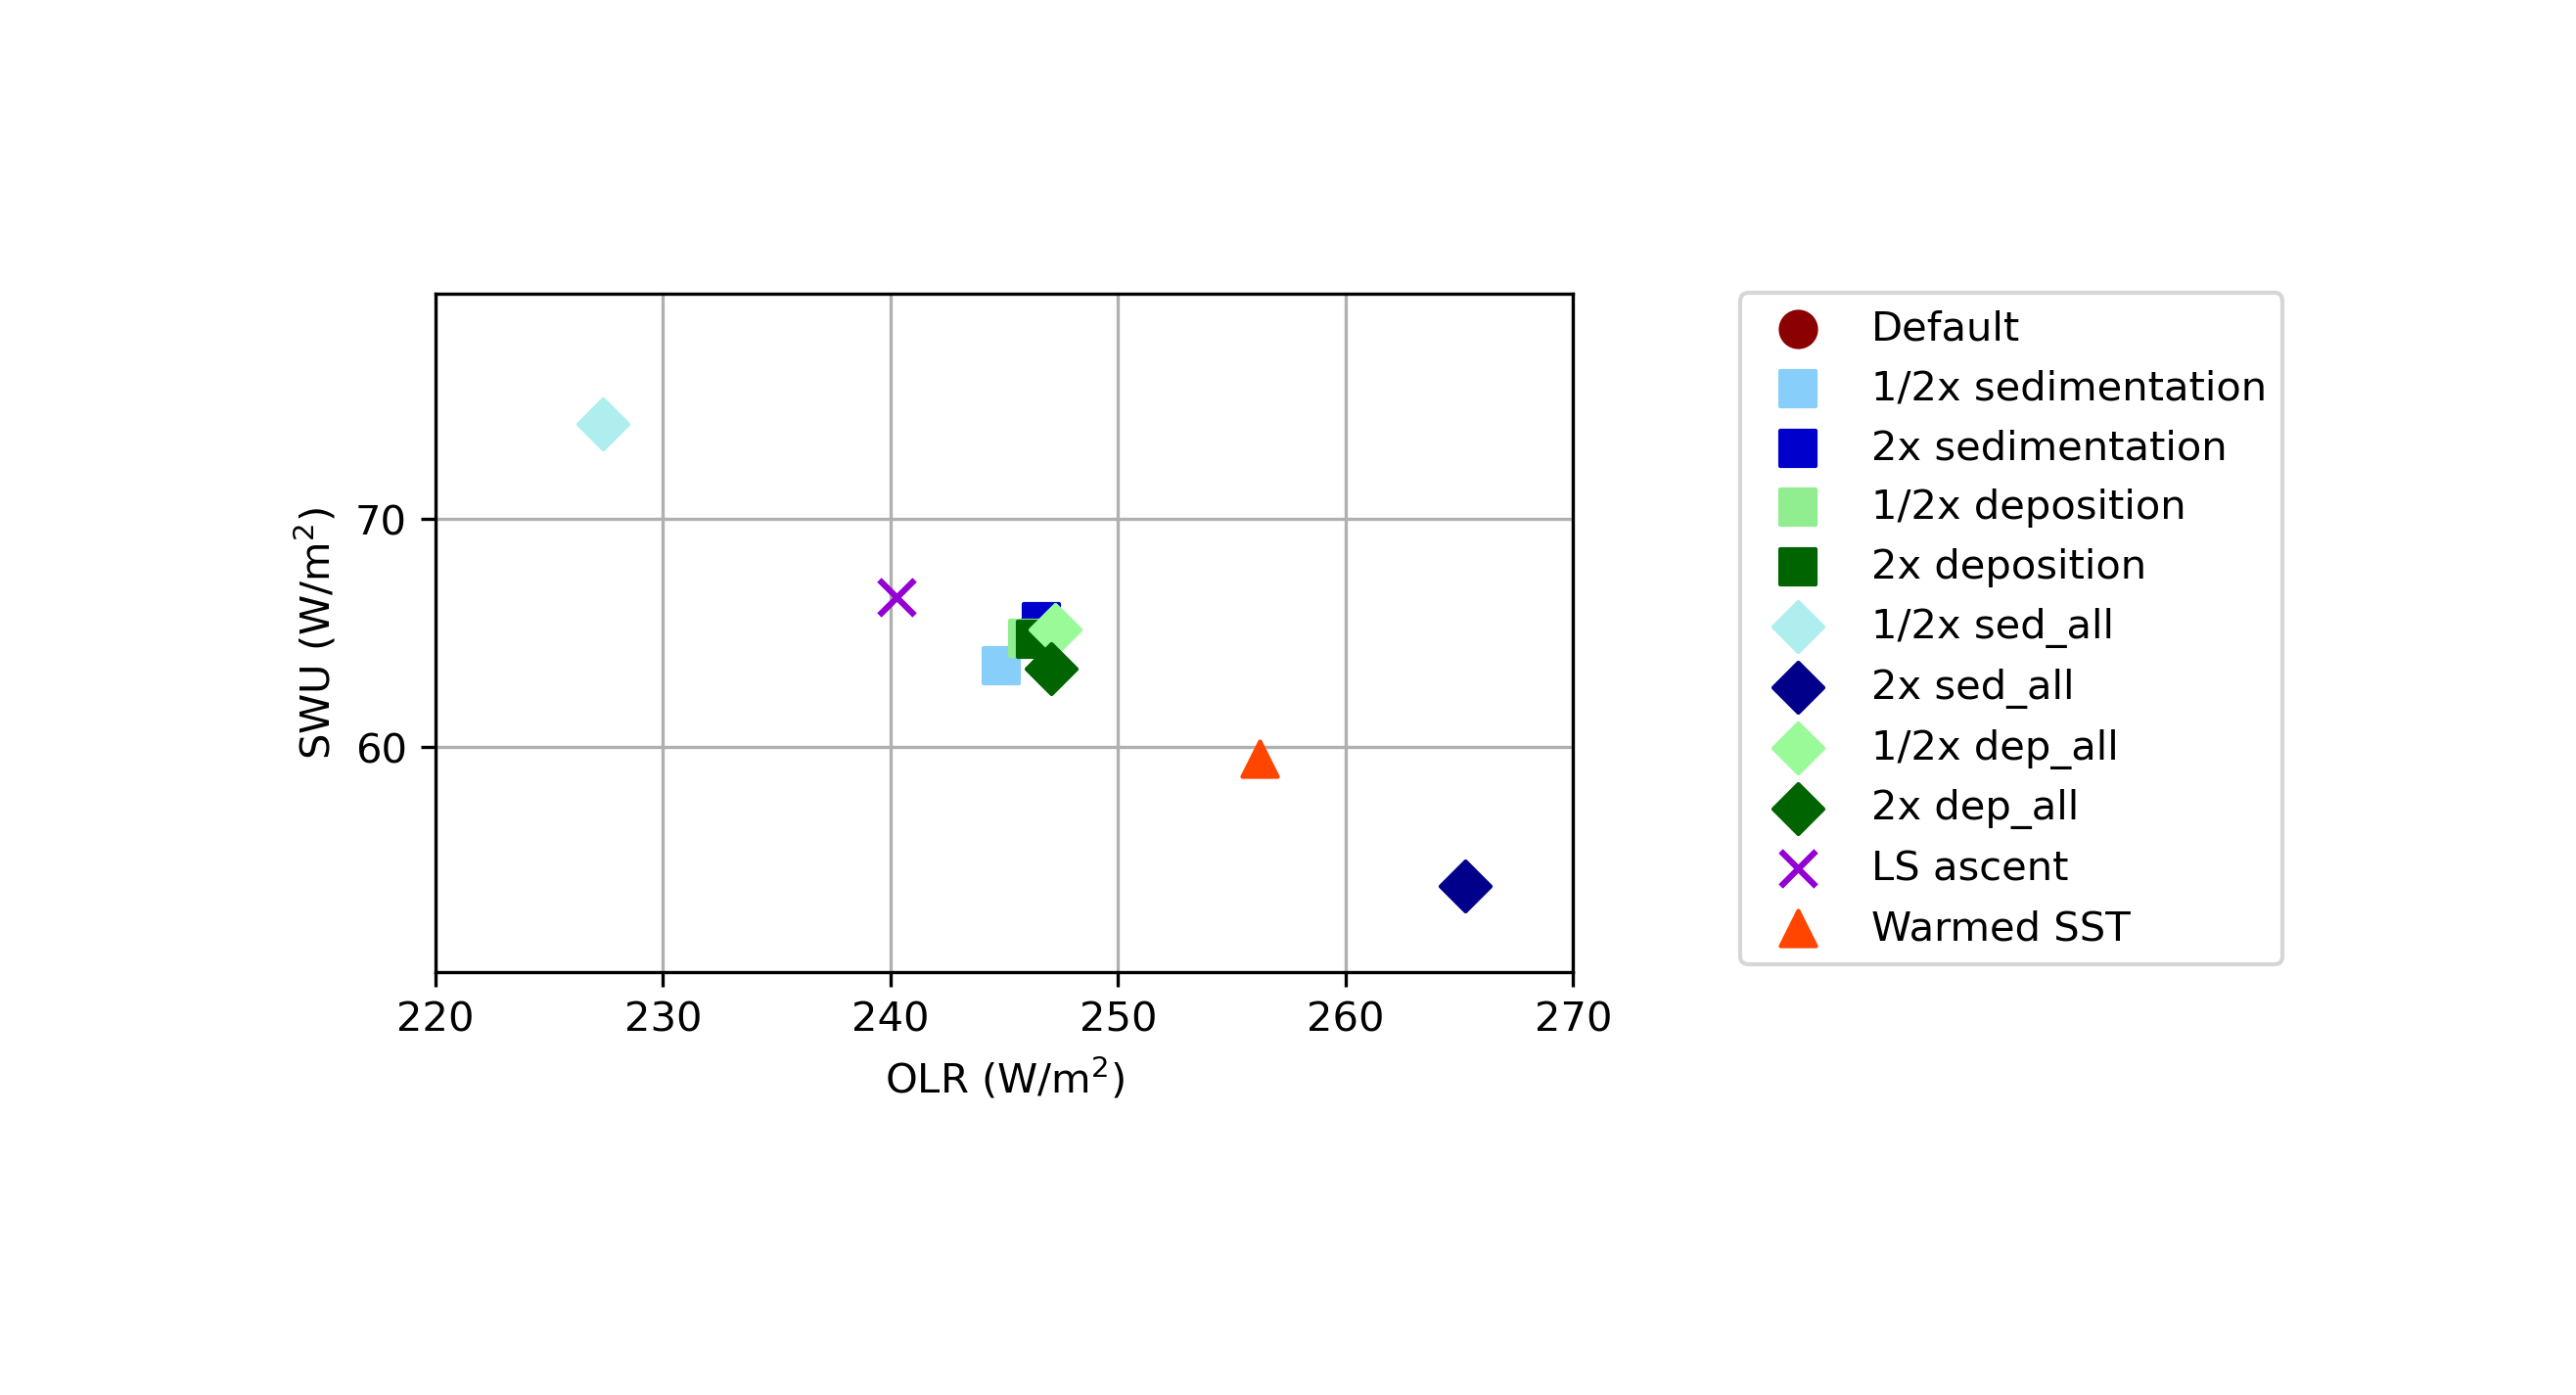 SWU (W/m²)
70
60
220 230 240 250 260 270
OLR (W/m²)
Default
1/2x sedimentation
2x sedimentation
1/2x deposition
2x deposition
1/2x sed_all
2x sed_all
1/2x dep_all
2x dep_all
LS ascent
Warmed SST